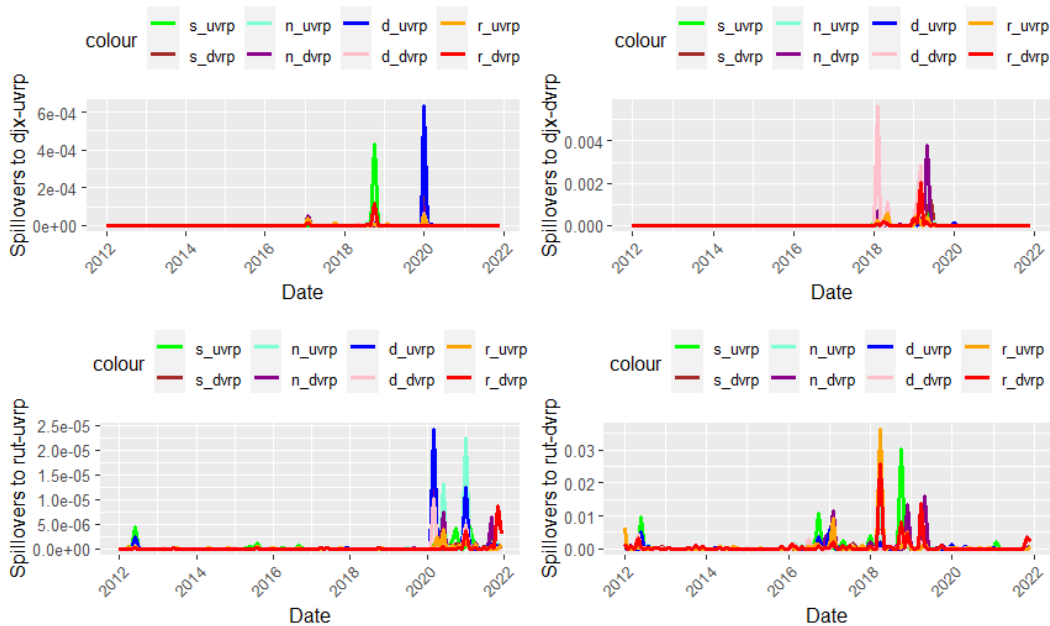 colour s_uvrp n_uvrp d_uvrp r_uvrp
s_dvrp n_dvrp d_dvrp r_dvrp
Spillovers to djx-uvrp
6e-04
4e-04
2e-04
0e+00
2012 2014 2016 2018 2020 2022
Date
colour s_uvrp n_uvrp d_uvrp r_uvrp
s_dvrp n_dvrp d_dvrp r_dvrp
Spillovers to djx-dvrp
0.004
0.002
0.000
2012 2014 2016 2018 2020 2022
Date
colour s_uvrp n_uvrp d_uvrp r_uvrp
s_dvrp n_dvrp d_dvrp r_dvrp
Spillovers to rut-uvrp
2.5e-05
2.0e-05
1.5e-05
1.0e-05
5.0e-06
0.0e+00
2012 2014 2016 2018 2020 2022
Date
colour s_uvrp n_uvrp d_uvrp r_uvrp
s_dvrp n_dvrp d_dvrp r_dvrp
Spillovers to rut-dvrp
0.03
0.02
0.01
0.00
2012 2014 2016 2018 2020 2022
Date